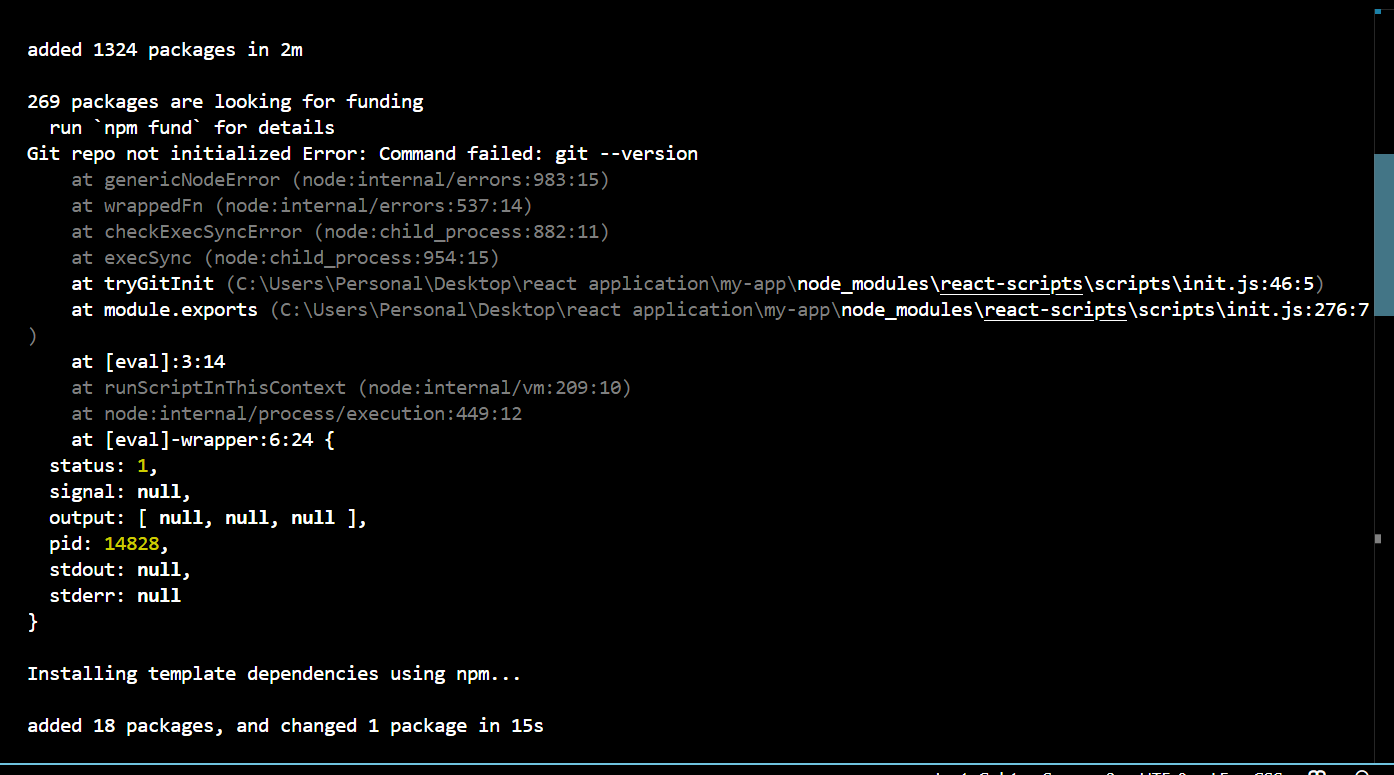 added 1324 packages in 2m
269 packages are looking for funding
  run `npm fund` for details
Git repo not initialized Error: Command failed: git --version
    at genericNodeError (node:internal/errors:983:15)
    at wrappedFn (node:internal/errors:537:14)
    at checkExecSyncError (node:child_process:882:11)
    at execSync (node:child_process:954:15)
    at tryGitInit (C:\Users\Personal\Desktop\react application\my-app\node_modules\react-scripts\scripts\init.js:46:5)
    at module.exports (C:\Users\Personal\Desktop\react application\my-app\node_modules\react-scripts\scripts\init.js:276:7
)
    at [eval]:3:14
    at runScriptInThisContext (node:internal/vm:209:10)
    at node:internal/process/execution:449:12
    at [eval]-wrapper:6:24 {
  status: 1,
  signal: null,
  output: [ null, null, null ],
  pid: 14828,
  stdout: null,
  stderr: null
}
Installing template dependencies using npm...
added 18 packages, and changed 1 package in 15s